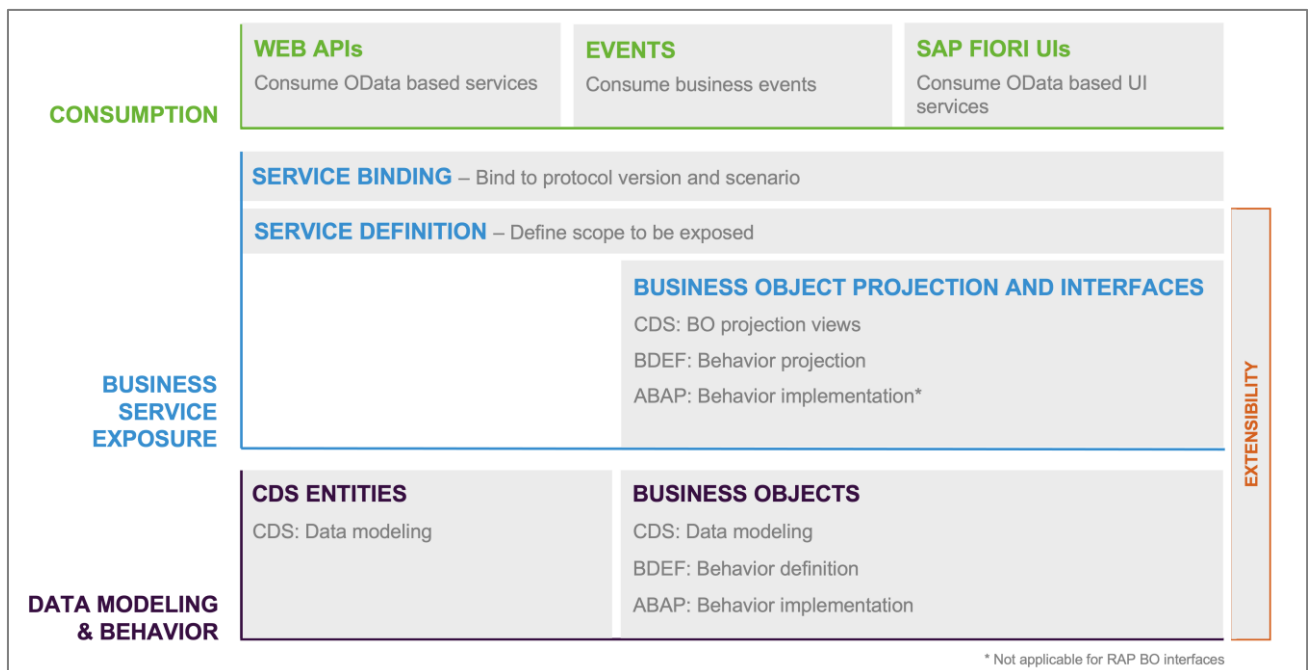 WEB APIs
Consume OData based services
EVENTS
Consume business events
SAP FIORI UIs
Consume OData based UI
services
CONSUMPTION
SERVICE BINDING – Bind to protocol version and scenario
SERVICE DEFINITION – Define scope to be exposed
BUSINESS OBJECT PROJECTION AND INTERFACES
CDS: BO projection views
BDEF: Behavior projection
ABAP: Behavior implementation*
BUSINESS
SERVICE
EXPOSURE
EXTENSIBILITY
CDS ENTITIES
CDS: Data modeling
BUSINESS OBJECTS
CDS: Data modeling
BDEF: Behavior definition
ABAP: Behavior implementation
DATA MODELING
& BEHAVIOR
* Not applicable for RAP BO interfaces